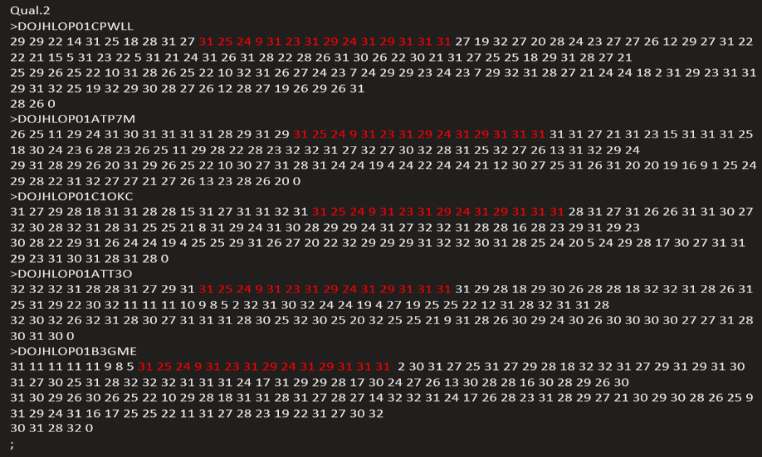 Qual.2
>DOJHLOP01CPWLL
29 29 22 14 31 25 18 28 31 27 31 25 24 9 31 23 31 29 24 31 29 31 31 31 27 19 32 27 20 28 24 23 27 27 26 12 29 27 31 22
22 21 15 5 31 23 22 5 31 21 24 31 26 31 28 22 28 26 31 30 26 22 30 21 31 27 25 25 18 29 31 28 27 21
25 29 26 25 22 10 31 28 26 25 22 10 32 31 26 27 24 23 7 24 29 29 23 24 23 7 29 32 31 28 27 21 24 24 18 2 31 29 23 31 31
29 31 32 25 19 32 29 30 28 27 26 12 28 27 19 26 29 26 31
28 26 0
>DOJHLOP01ATP7M
26 25 11 29 24 31 30 31 31 31 31 28 29 31 29 31 25 24 9 31 23 31 29 24 31 29 31 31 31 31 31 27 31 21 31 23 15 31 31 31 25
18 30 24 23 6 28 23 26 25 11 29 28 22 28 23 32 32 31 27 32 27 30 32 28 31 25 32 27 26 13 31 32 29 24
29 31 28 29 26 20 31 29 26 25 22 10 30 27 31 28 31 24 24 19 4 24 22 24 24 21 12 30 27 25 31 26 31 20 20 19 16 9 1 25 24
29 28 22 31 32 27 27 21 27 26 13 23 28 26 20 0
>DOJHLOP01C1OKC
31 27 29 28 18 31 31 28 28 15 31 27 31 31 32 31 31 25 24 9 31 23 31 29 24 31 29 31 31 31 28 31 27 31 26 26 31 31 30 27
32 30 28 32 31 28 31 25 25 21 8 31 29 24 31 30 28 29 29 24 31 27 32 32 31 28 28 16 28 23 29 31 29 23
30 28 22 29 31 26 24 24 19 4 25 25 29 31 26 27 20 22 32 29 29 29 31 32 32 30 31 28 25 24 20 5 24 29 28 17 30 27 31 31
29 23 31 30 31 28 31 28 0
>DOJHLOP01ATT3O
32 32 32 31 28 28 31 27 29 31 31 25 24 9 31 23 31 29 24 31 29 31 31 31 31 29 28 18 29 30 26 28 28 18 32 32 31 28 26 31
25 31 29 22 30 32 11 11 11 10 9 8 5 2 32 31 30 32 24 24 19 4 27 19 25 25 22 12 31 28 32 31 31 28
32 30 32 26 32 31 28 30 27 31 31 31 28 30 25 32 30 25 20 32 25 25 21 9 31 28 26 30 29 24 30 26 30 30 30 30 27 27 31 28
30 31 30 0
>DOJHLOP01B3GME
31 11 11 11 11 9 8 5 31 25 24 9 31 23 31 29 24 31 29 31 31 31 2 30 31 27 25 31 27 29 28 18 32 32 31 27 29 31 29 31 30
31 27 30 25 31 28 32 32 32 31 31 31 24 17 31 29 29 28 17 30 24 27 26 13 30 28 28 16 30 28 29 26 30
31 30 29 26 30 26 25 22 10 29 28 18 31 31 28 31 27 28 27 14 32 32 31 24 17 26 28 23 31 28 29 27 21 30 29 30 28 26 25 9
31 29 24 31 16 17 25 25 22 11 31 27 28 23 19 22 31 27 30 32
30 31 28 32 0
;